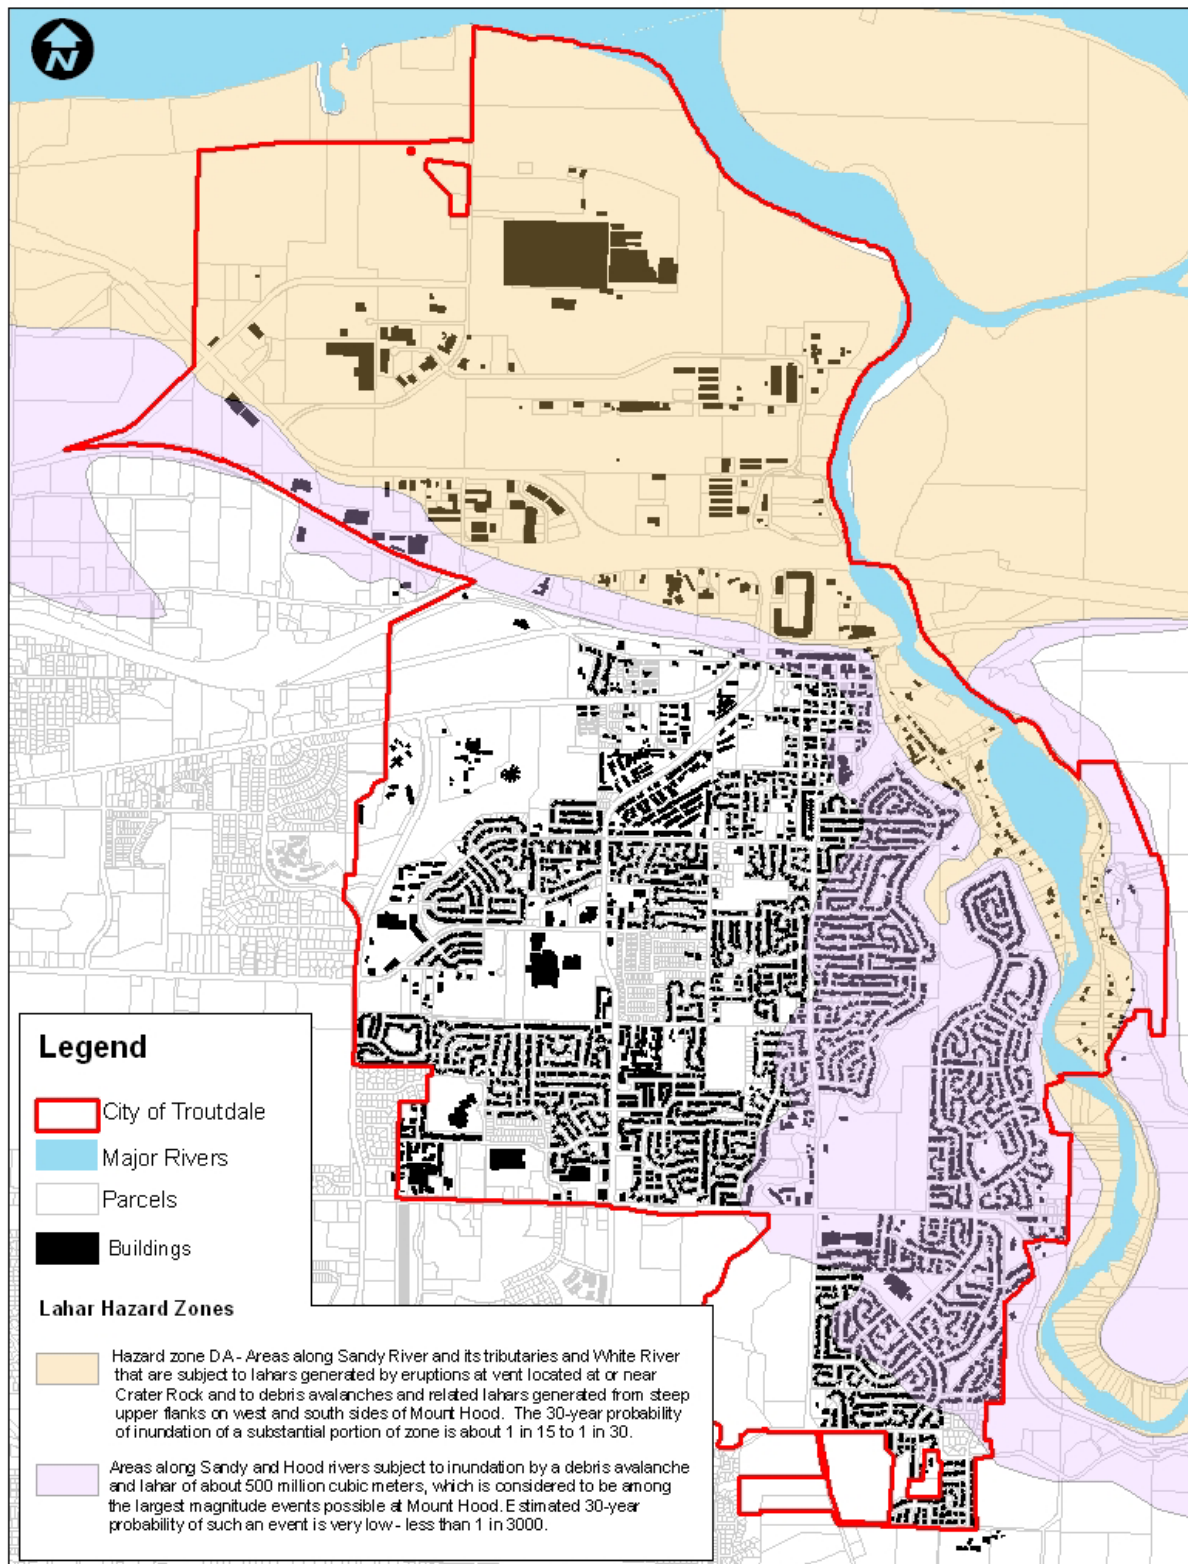 N
Legend
City of Troutdale
Major Rivers
Parcels
Buildings
Lahar Hazard Zones
Hazard zone DA - Areas along Sandy River and its tributaries and White River
that are subject to lahars generated by eruptions at vent located at or near
Crater Rock and to debris avalanches and related lahars generated from steep
upper flanks on west and south sides of Mount Hood. The 30-year probability
of inundation of a substantial portion of zone is about 1 in 15 to 1 in 30.
Areas along Sandy and Hood rivers subject to inundation by a debris avalanche
and lahar of about 500 million cubic meters, which is considered to be among
the largest magnitude events possible at Mount Hood. Estimated 30-year
probability of such an event is very low - less than 1 in 3000.